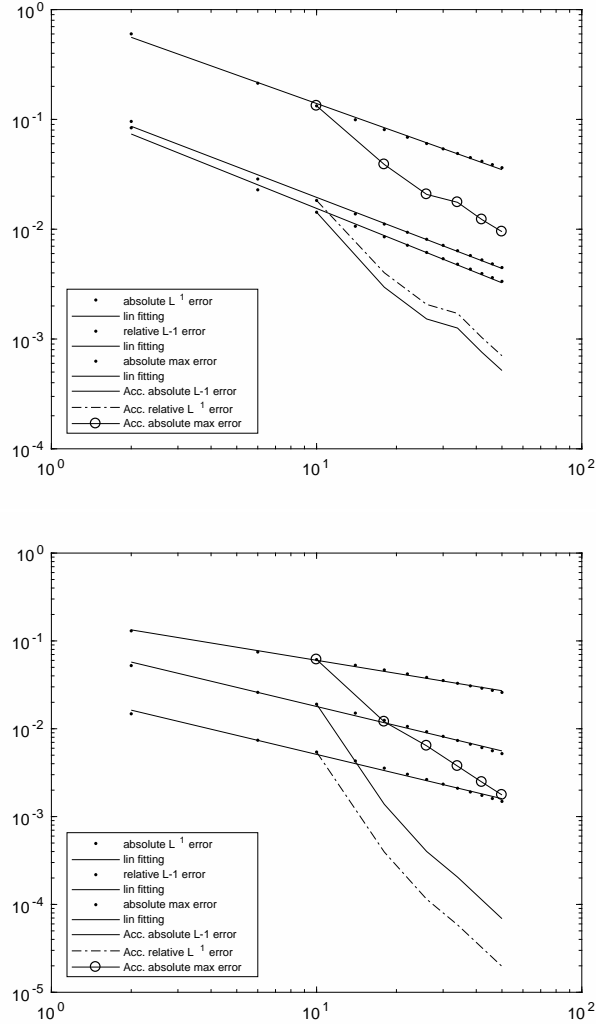 10^0
10^-1
10^-2
10^-3
10^-4
absolute L ^1 error
lin fitting
relative L-1 error
lin fitting
absolute max error
lin fitting
Acc. absolute L-1 error
Acc. relative L ^1 error
Acc. absolute max error
10^0 10^1 10^2
10^0
10^-1
10^-2
10^-3
10^-4
10^-5
absolute L ^1 error
lin fitting
relative L-1 error
lin fitting
absolute max error
lin fitting
Acc. absolute L-1 error
Acc. relative L ^1 error
Acc. absolute max error
10^0 10^1 10^2